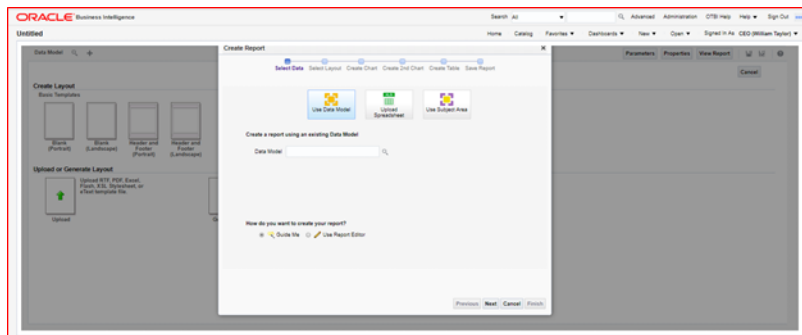 ORACLE Business Intelligence
Search All
Advanced Administration OTBI Help Help Sign Out
Untitled
Home Catalog Favorites Dashboards New Open Signed In As CEO (William Taylor)
Data Model
Parameters Properties View Report
Cancel
Create Layout
Basic Templates
Blank (Portrait)
Blank (Landscape)
Header and Footer (Portrait)
Header and Footer (Landscape)
Upload or Generate Layout
Upload RTF, PDF, Excel, Flash, XSL Stylesheet, or eText template file.
Upload
Create Report
Select Data Select Layout Create Chart Create 2nd Chart Create Table Save Report
Use Data Model
Upload Spreadsheet
Use Subject Area
Create a report using an existing Data Model
Data Model
How do you want to create your report?
Guide Me Use Report Editor
Previous Next Cancel Finish